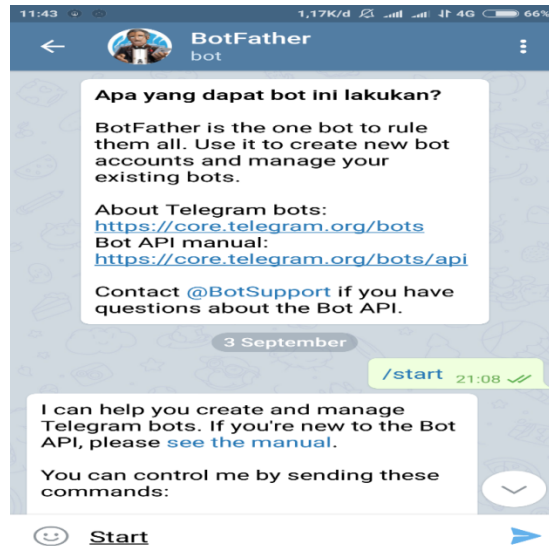 11:43 1,17K/d 4G 66%
BotFather
bot
Apa yang dapat bot ini lakukan?
BotFather is the one bot to rule
them all. Use it to create new bot
accounts and manage your
existing bots.
About Telegram bots:
https://core.telegram.org/bots
Bot API manual:
https://core.telegram.org/bots/api
Contact @BotSupport if you have
questions about the Bot API.
3 September
/start 21:08
I can help you create and manage
Telegram bots. If you're new to the Bot
API, please see the manual.
You can control me by sending these
commands:
Start